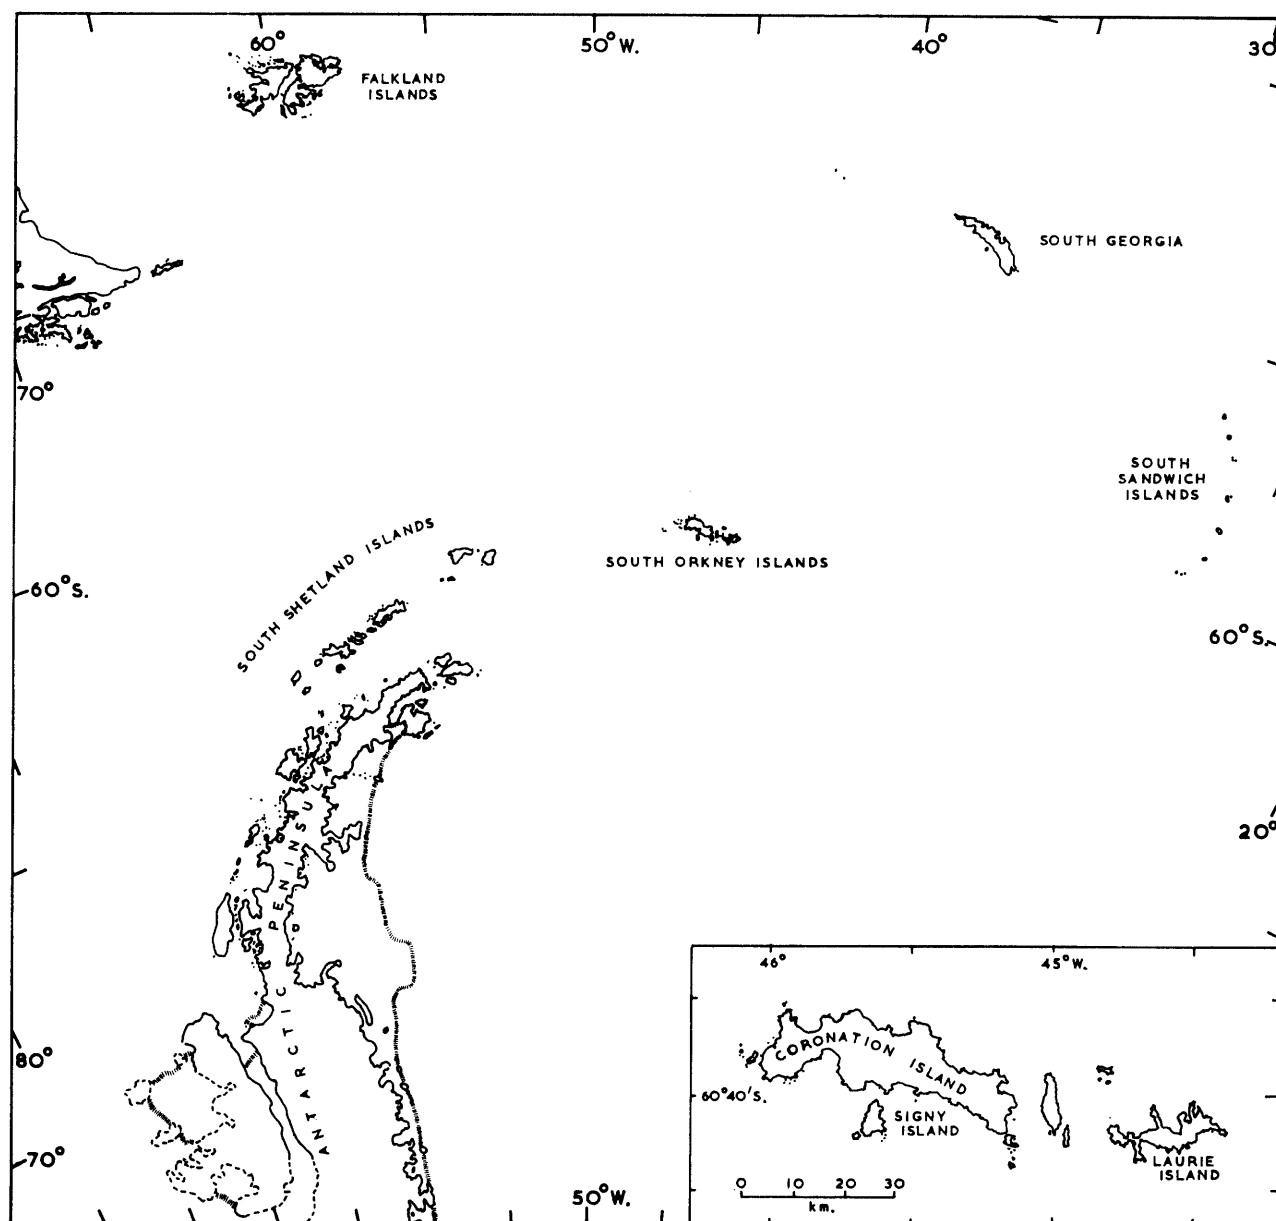 60°
50°W.
40°
30
FALKLAND
ISLANDS
SOUTH GEORGIA
70°
SOUTH
SANDWICH
ISLANDS
SOUTH SHETLAND ISLANDS
SOUTH ORKNEY ISLANDS
60°S.
60°S.
20°
ANTARCTIC PENINSULA
46°
45°W.
CORONATION ISLAND
60°40'S.
SIGNY
ISLAND
LAURIE
ISLAND
0 10 20 30
km.
80°
70°
50°W.